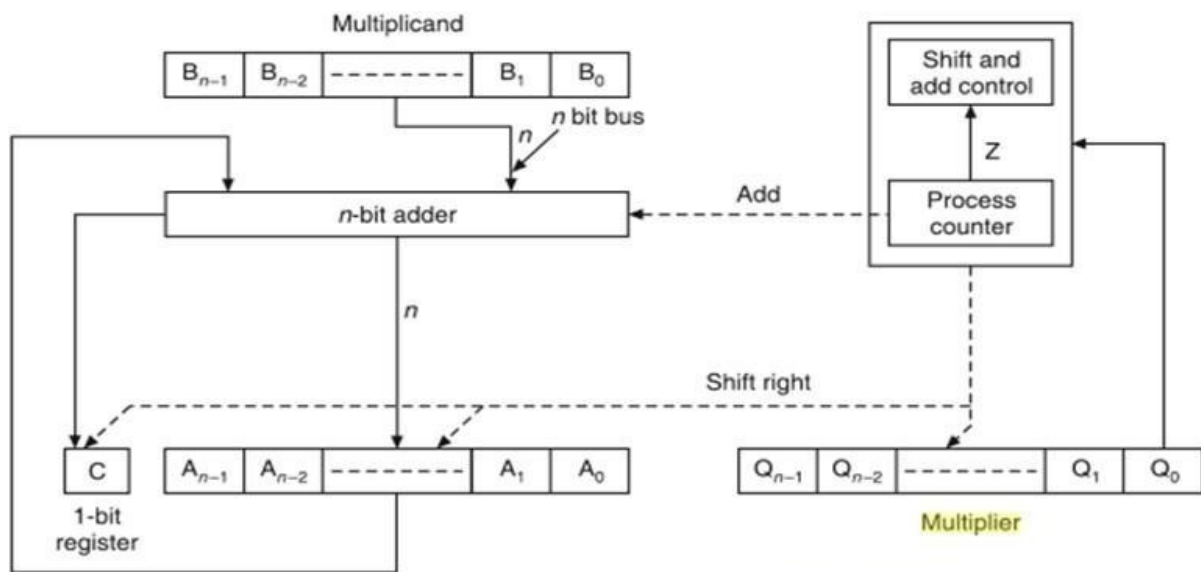 Multiplicand
Bₙ₋₁ Bₙ₋₂ B₁ B₀
n
n bit bus
Shift and
add control
Z
Process
counter
Add
n-bit adder
n
Shift right
C
Aₙ₋₁ Aₙ₋₂ A₁ A₀
Qₙ₋₁ Qₙ₋₂ Q₁ Q₀
1-bit
register
Multiplier